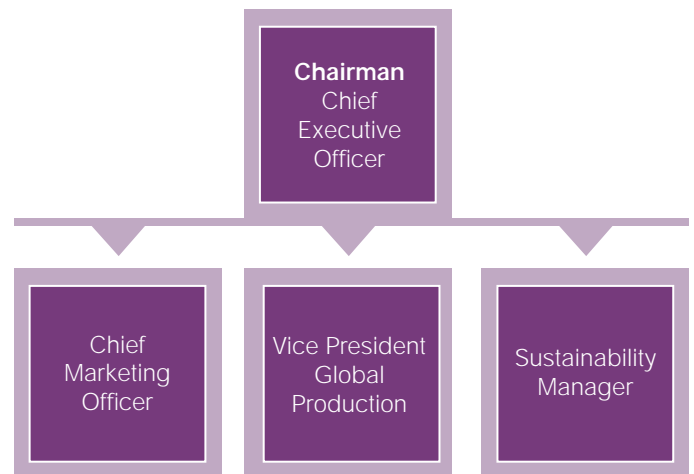 Chairman
Chief
Executive
Officer
Chief
Marketing
Officer
Vice President
Global
Production
Sustainability
Manager